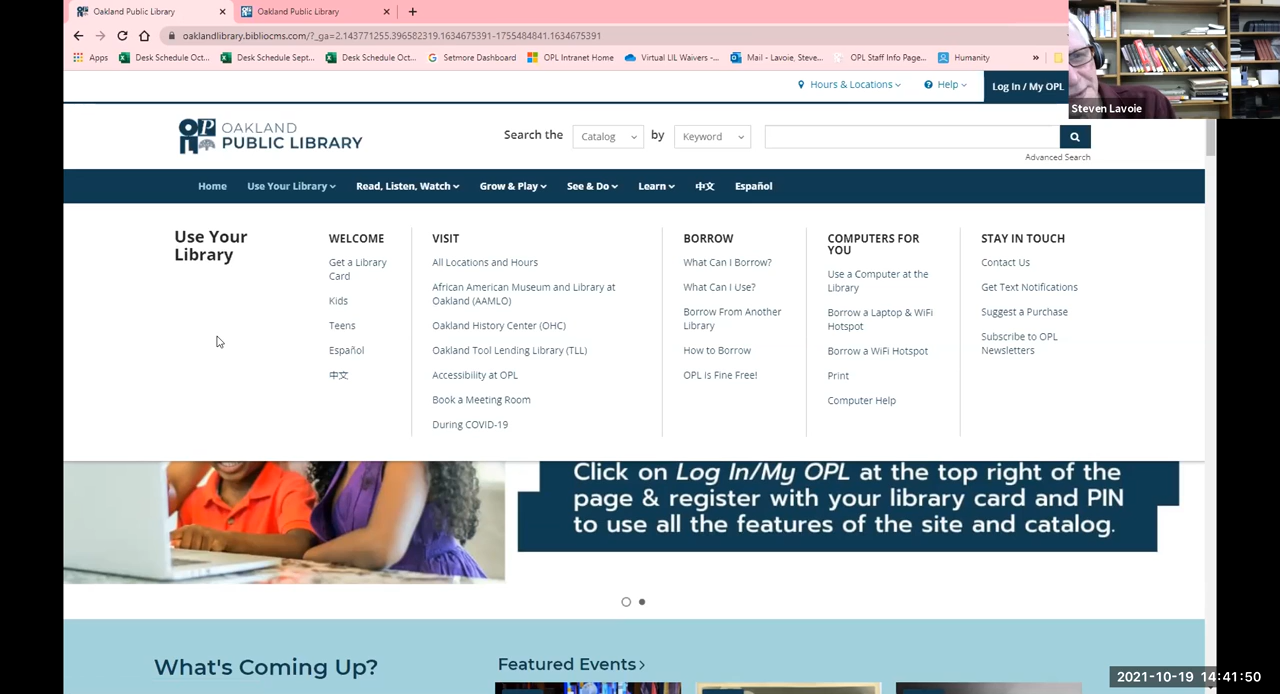 Oakland Public Library
Oakland Public Library
oaklandlibrary.bibliocms.com/?_ga=2.143771255.396582319.1634675391-1755484841.1634675391
Apps
Desk Schedule Oct...
Desk Schedule Sept...
Desk Schedule Oct...
Setmore Dashboard
OPL Intranet Home
Virtual LIL Waivers -...
Mail - Lavoie, Steve...
OPL Staff Info Page...
Humanity
»
Steven Lavoie
Hours & Locations
Help
Log In / My OPL
OAKLAND
PUBLIC LIBRARY
Search the
Catalog
by
Keyword
Advanced Search
Home
Use Your Library
Read, Listen, Watch
Grow & Play
See & Do
Learn
中文
Español
Use Your
Library
WELCOME
Get a Library
Card
Kids
Teens
Español
中文
VISIT
All Locations and Hours
African American Museum and Library at
Oakland (AAMLO)
Oakland History Center (OHC)
Oakland Tool Lending Library (TLL)
Accessibility at OPL
Book a Meeting Room
During COVID-19
BORROW
What Can I Borrow?
What Can I Use?
Borrow From Another
Library
How to Borrow
OPL is Fine Free!
COMPUTERS FOR
YOU
Use a Computer at the
Library
Borrow a Laptop & WiFi
Hotspot
Borrow a WiFi Hotspot
Print
Computer Help
STAY IN TOUCH
Contact Us
Get Text Notifications
Suggest a Purchase
Subscribe to OPL
Newsletters
Click on Log In/My OPL at the top right of the
page & register with your library card and PIN
to use all the features of the site and catalog.
What's Coming Up?
Featured Events
2021-10-19 14:41:50